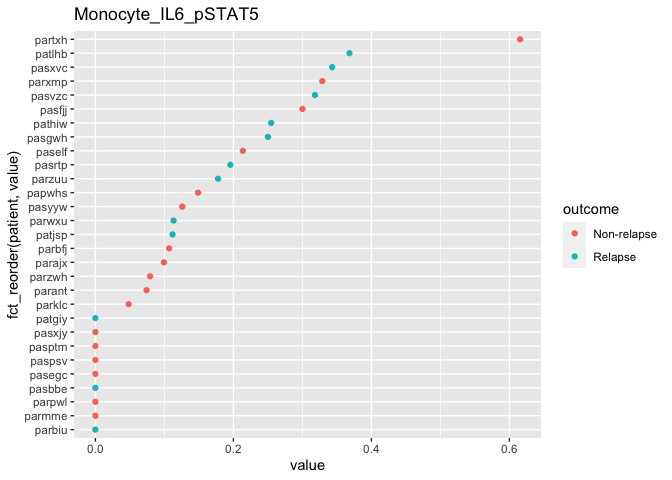 Monocyte_IL6_pSTAT5
fct_reorder(patient, value)
partxh
patlhb
pasxvc
parxmp
pasvzc
pasfjj
pathiw
pasgwh
paself
pasrtp
parzuu
papwhs
pasyyw
parwxu
patjsp
parbfj
parajx
parzwh
parant
parklc
patgiy
pasxjy
pasptm
paspsv
pasegc
pasbbe
parpwl
parmme
parbiu
0.0 0.2 0.4 0.6
value
outcome
Non-relapse
Relapse